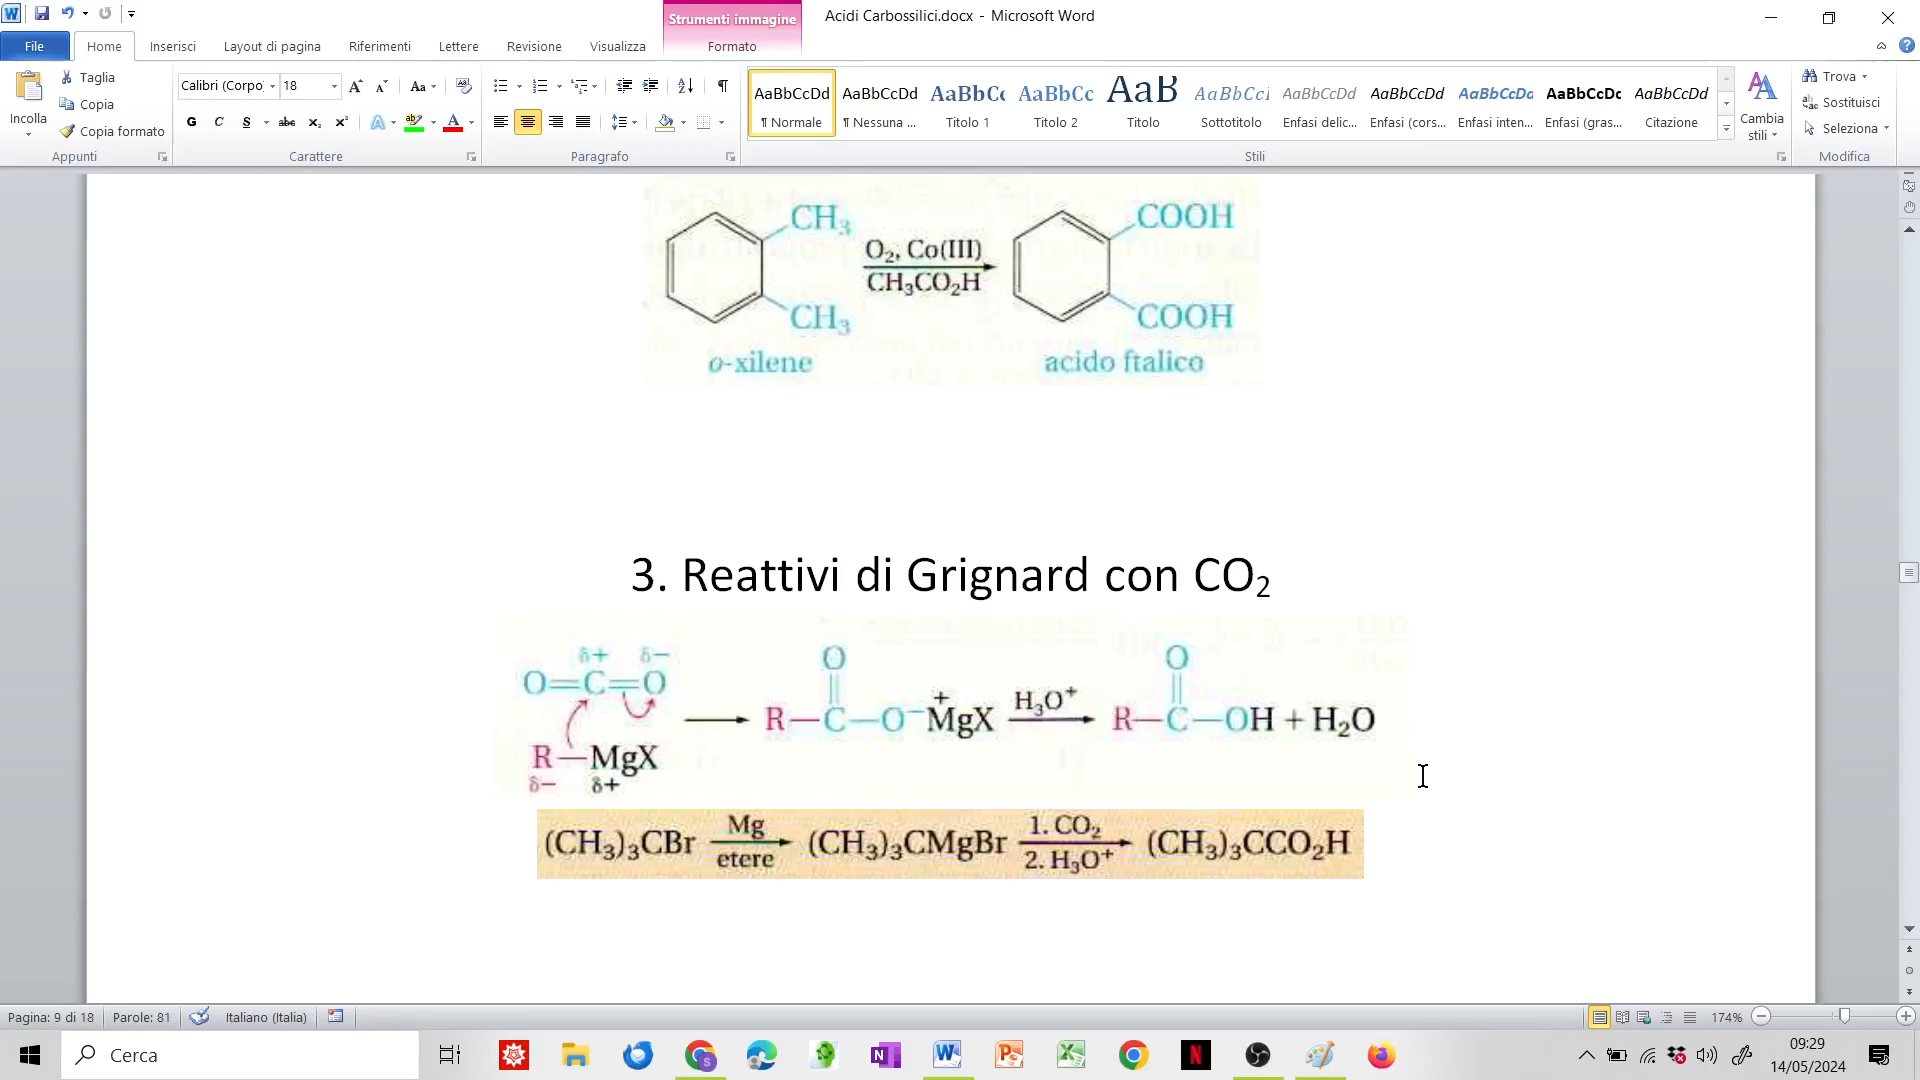 Strumenti immagine
Acidi Carbossilici.docx - Microsoft Word
File Home Inserisci Layout di pagina Riferimenti Lettere Revisione Visualizza Formato
Taglia
Copia
Copia formato
Incolla
Appunti
Calibri (Corpo 18
Carattere
Paragrafo
AaBbCcDd AaBbCcDd AaBbCc AaBbCc AaB AaBbCcI AaBbCcDd AaBbCcDd AaBbCcDd AaBbCcDc AaBbCcDd
¶ Normale ¶ Nessuna ... Titolo 1 Titolo 2 Titolo Sottotitolo Enfasi delic... Enfasi (cors... Enfasi inten... Enfasi (gras... Citazione
Stili
Cambia stili
Trova
Sostituisci
Seleziona
Modifica
CH₃ COOH
O₂, Co(III)
CH₃CO₂H
CH₃ COOH
o-xilene acido ftalico
3. Reattivi di Grignard con CO₂
δ+ δ− O O
O=C=O
R—C—O⁻ ⁺MgX H₃O⁺ R—C—OH + H₂O
R—MgX
δ− δ+
(CH₃)₃CBr Mg etere (CH₃)₃CMgBr 1. CO₂ 2. H₃O⁺ (CH₃)₃CCO₂H
Pagina: 9 di 18 Parole: 81 Italiano (Italia) 174%
Cerca
09:29
14/05/2024